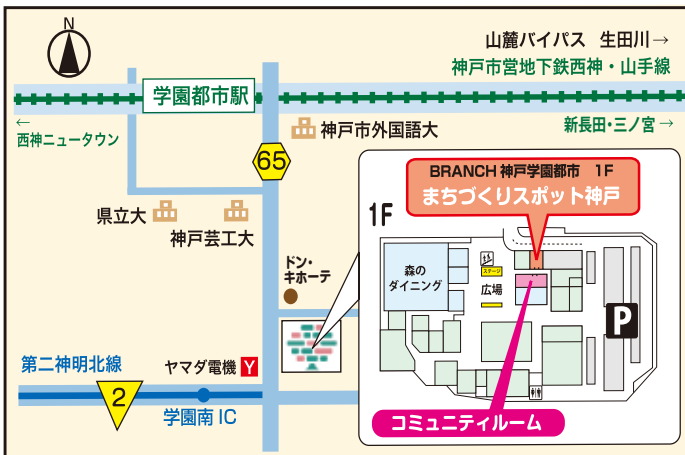 N
山麓バイパス 生田川→
神戸市営地下鉄西神・山手線
学園都市駅
←
西神ニュータウン
新長田・三ノ宮→
神戸市外国語大
65
県立大
神戸芸工大
BRANCH 神戸学園都市 1F
まちづくりスポット神戸
1F
森の
ダイニング
ステージ
広場
P
ドン・
キホーテ
第二神明北線
ヤマダ電機 Y
2
学園南 IC
コミュニティルーム